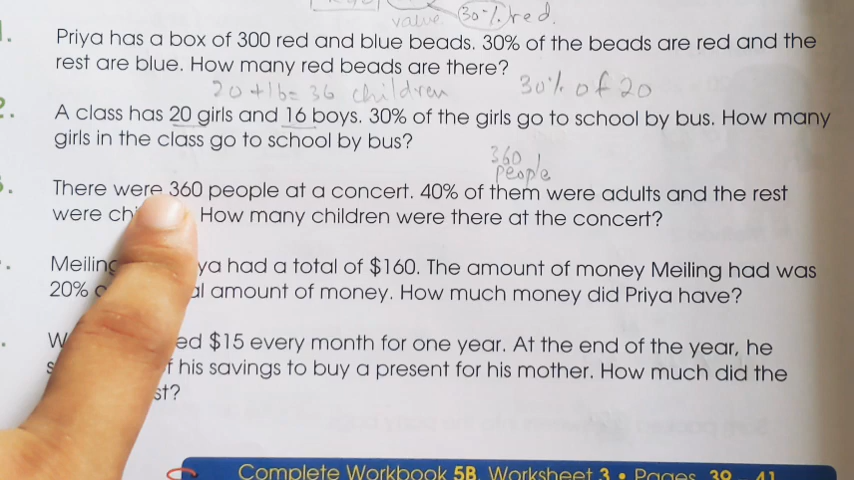 value 30% red.
1.
Priya has a box of 300 red and blue beads. 30% of the beads are red and the
rest are blue. How many red beads are there?
20 + 16 = 36 children 30% of 20
2.
A class has 20 girls and 16 boys. 30% of the girls go to school by bus. How many
girls in the class go to school by bus?
360
people
There were 360 people at a concert. 40% of them were adults and the rest
were How many children were there at the concert?
Meiling had a total of $160. The amount of money Meiling had was
20% amount of money. How much money did Priya have?
$15 every month for one year. At the end of the year, he
his savings to buy a present for his mother. How much did the
Complete Workbook 5B, Worksheet 3 • Pages 39 - 41